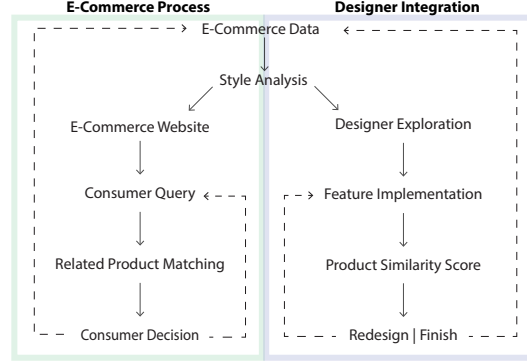 E-Commerce Process
Designer Integration
E-Commerce Data
Style Analysis
E-Commerce Website
Designer Exploration
Consumer Query
Feature Implementation
Related Product Matching
Product Similarity Score
Consumer Decision
Redesign | Finish